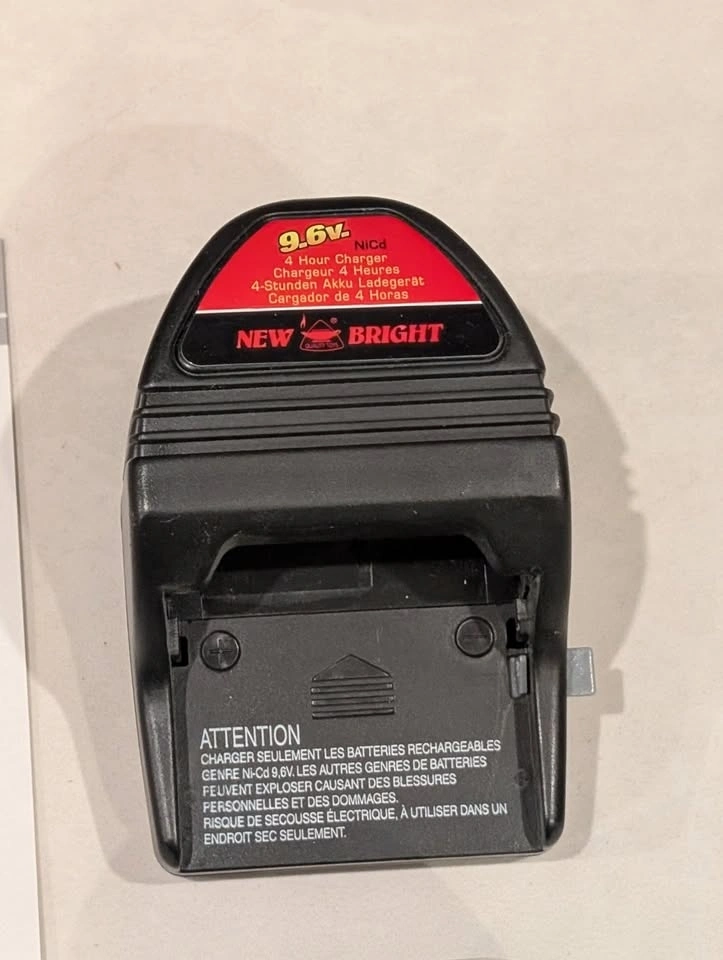 9.6v.
NiCd
4 Hour Charger
Chargeur 4 Heures
4-Stunden Akku Ladegerät
Cargador de 4 Horas
NEW BRIGHT
QUALITY TOYS
ATTENTION
CHARGER SEULEMENT LES BATTERIES RECHARGEABLES
GENRE Ni-Cd 9,6V. LES AUTRES GENRES DE BATTERIES
PEUVENT EXPLOSER CAUSANT DES BLESSURES
PERSONNELLES ET DES DOMMAGES.
RISQUE DE SECOUSSE ÉLECTRIQUE, À UTILISER DANS UN
ENDROIT SEC SEULEMENT.